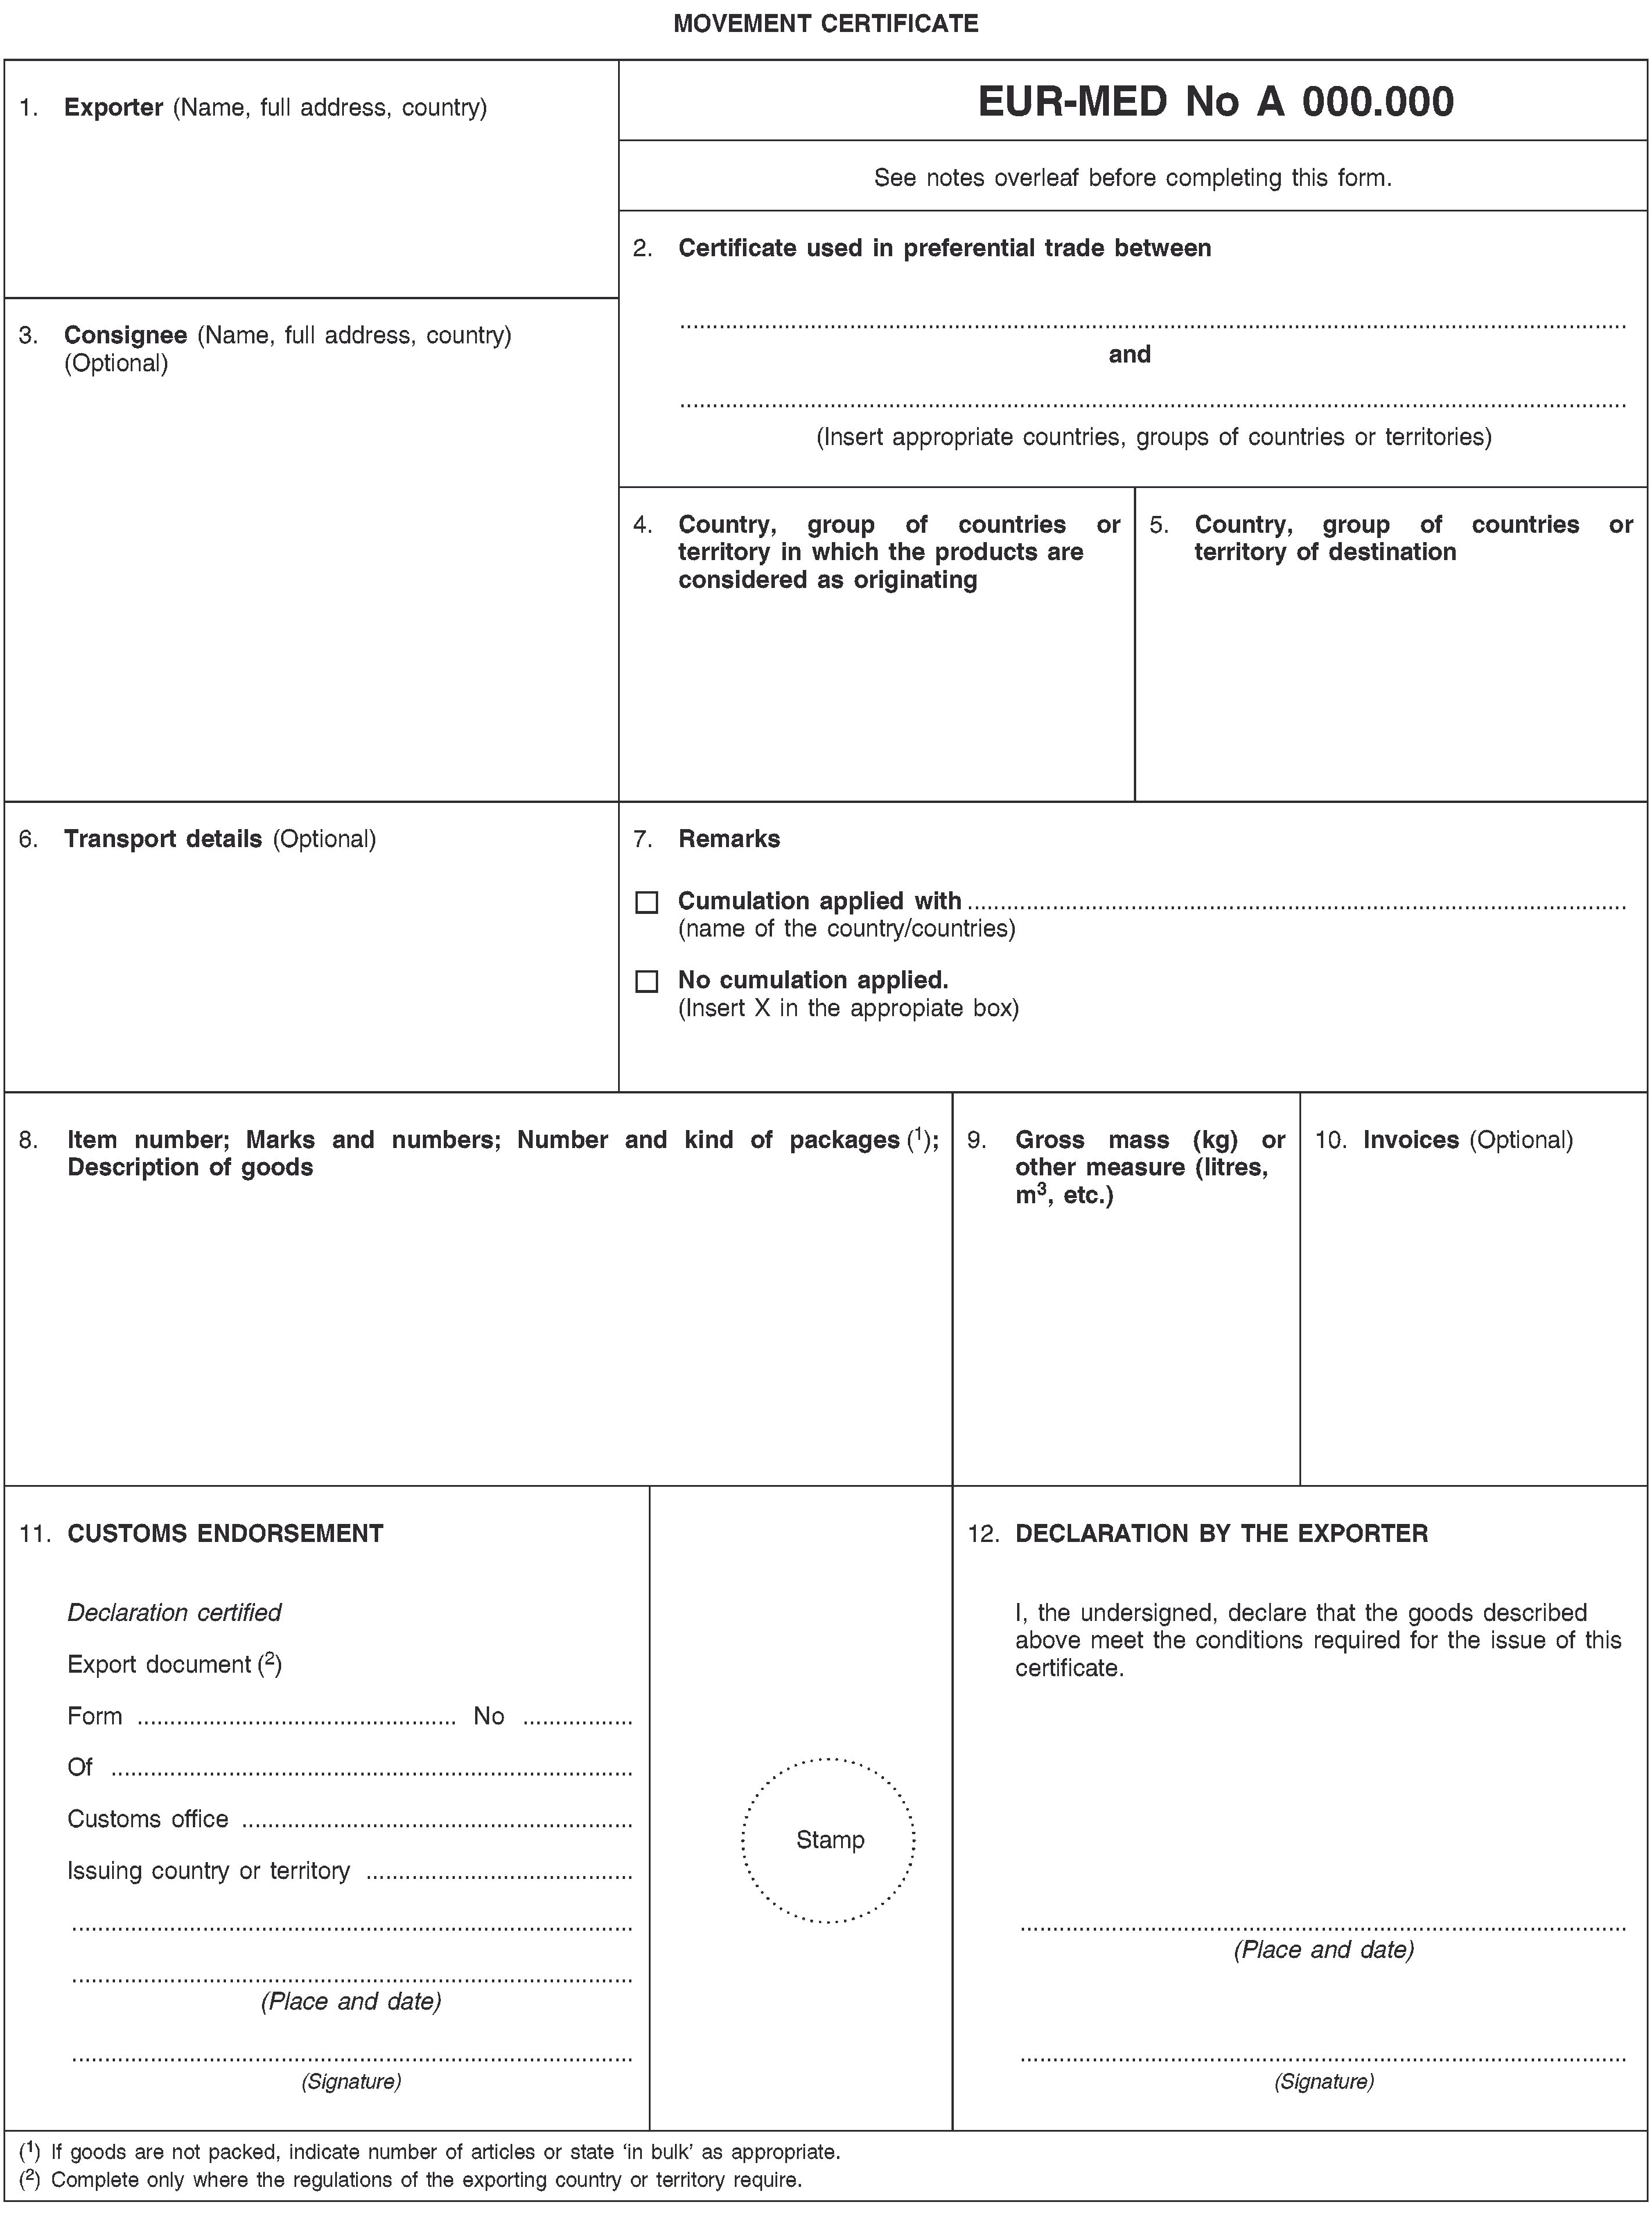 MOVEMENT CERTIFICATE
1. Exporter (Name, full address, country)
EUR-MED No A 000.000
See notes overleaf before completing this form.
2. Certificate used in preferential trade between
and
(Insert appropriate countries, groups of countries or territories)
3. Consignee (Name, full address, country)
(Optional)
4. Country, group of countries or
territory in which the products are
considered as originating
5. Country, group of countries or
territory of destination
6. Transport details (Optional)
7. Remarks
Cumulation applied with
(name of the country/countries)
No cumulation applied.
(Insert X in the appropiate box)
8. Item number; Marks and numbers; Number and kind of packages (¹);
Description of goods
9. Gross mass (kg) or
other measure (litres,
m³, etc.)
10. Invoices (Optional)
11. CUSTOMS ENDORSEMENT
Declaration certified
Export document (²)
Form No
Of
Customs office
Issuing country or territory
(Place and date)
(Signature)
Stamp
12. DECLARATION BY THE EXPORTER
I, the undersigned, declare that the goods described
above meet the conditions required for the issue of this
certificate.
(Place and date)
(Signature)
(¹) If goods are not packed, indicate number of articles or state ‘in bulk’ as appropriate.
(²) Complete only where the regulations of the exporting country or territory require.